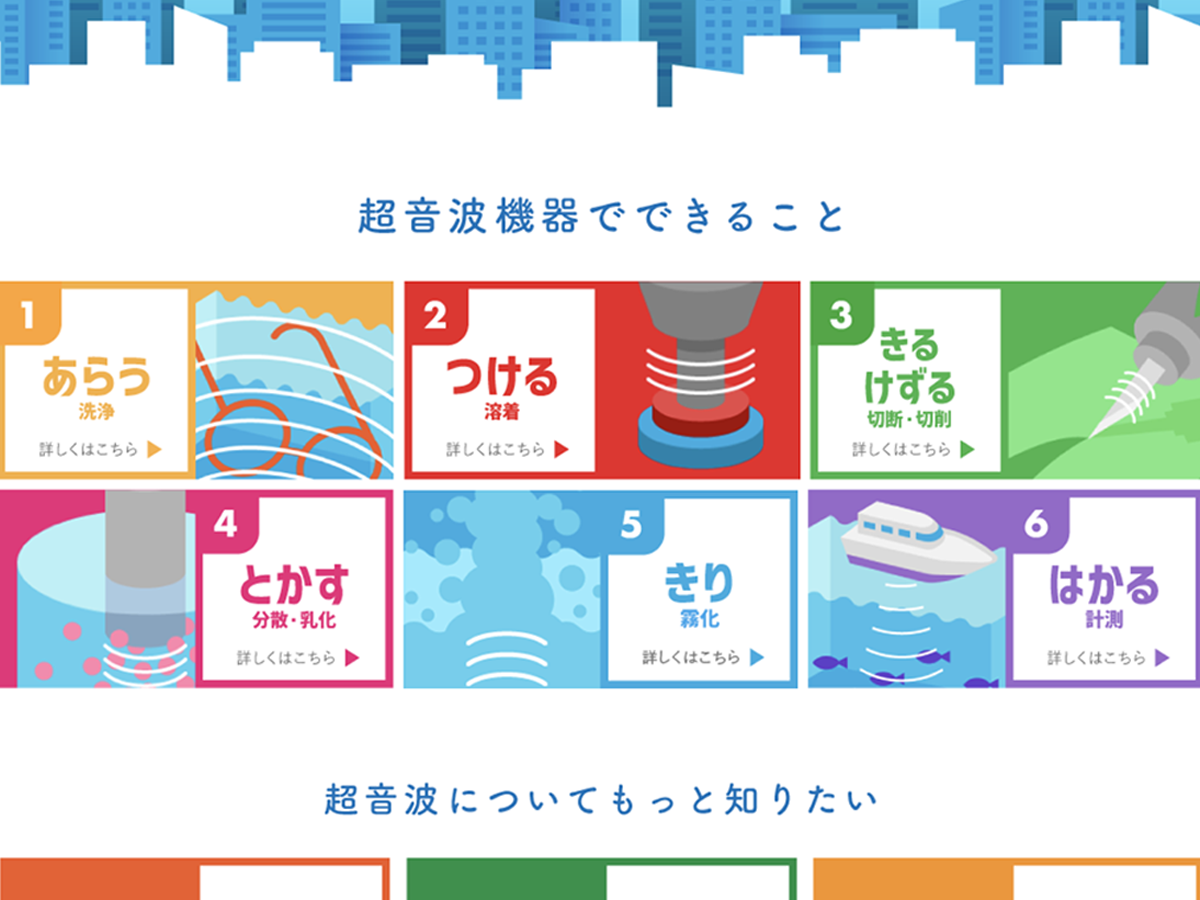 超音波機器でできること
1
あらう
洗浄
詳しくはこちら
2
つける
溶着
詳しくはこちら
3
きる
けずる
切断・切削
詳しくはこちら
4
とかす
分散・乳化
詳しくはこちら
5
きり
霧化
詳しくはこちら
6
はかる
計測
詳しくはこちら
超音波についてもっと知りたい